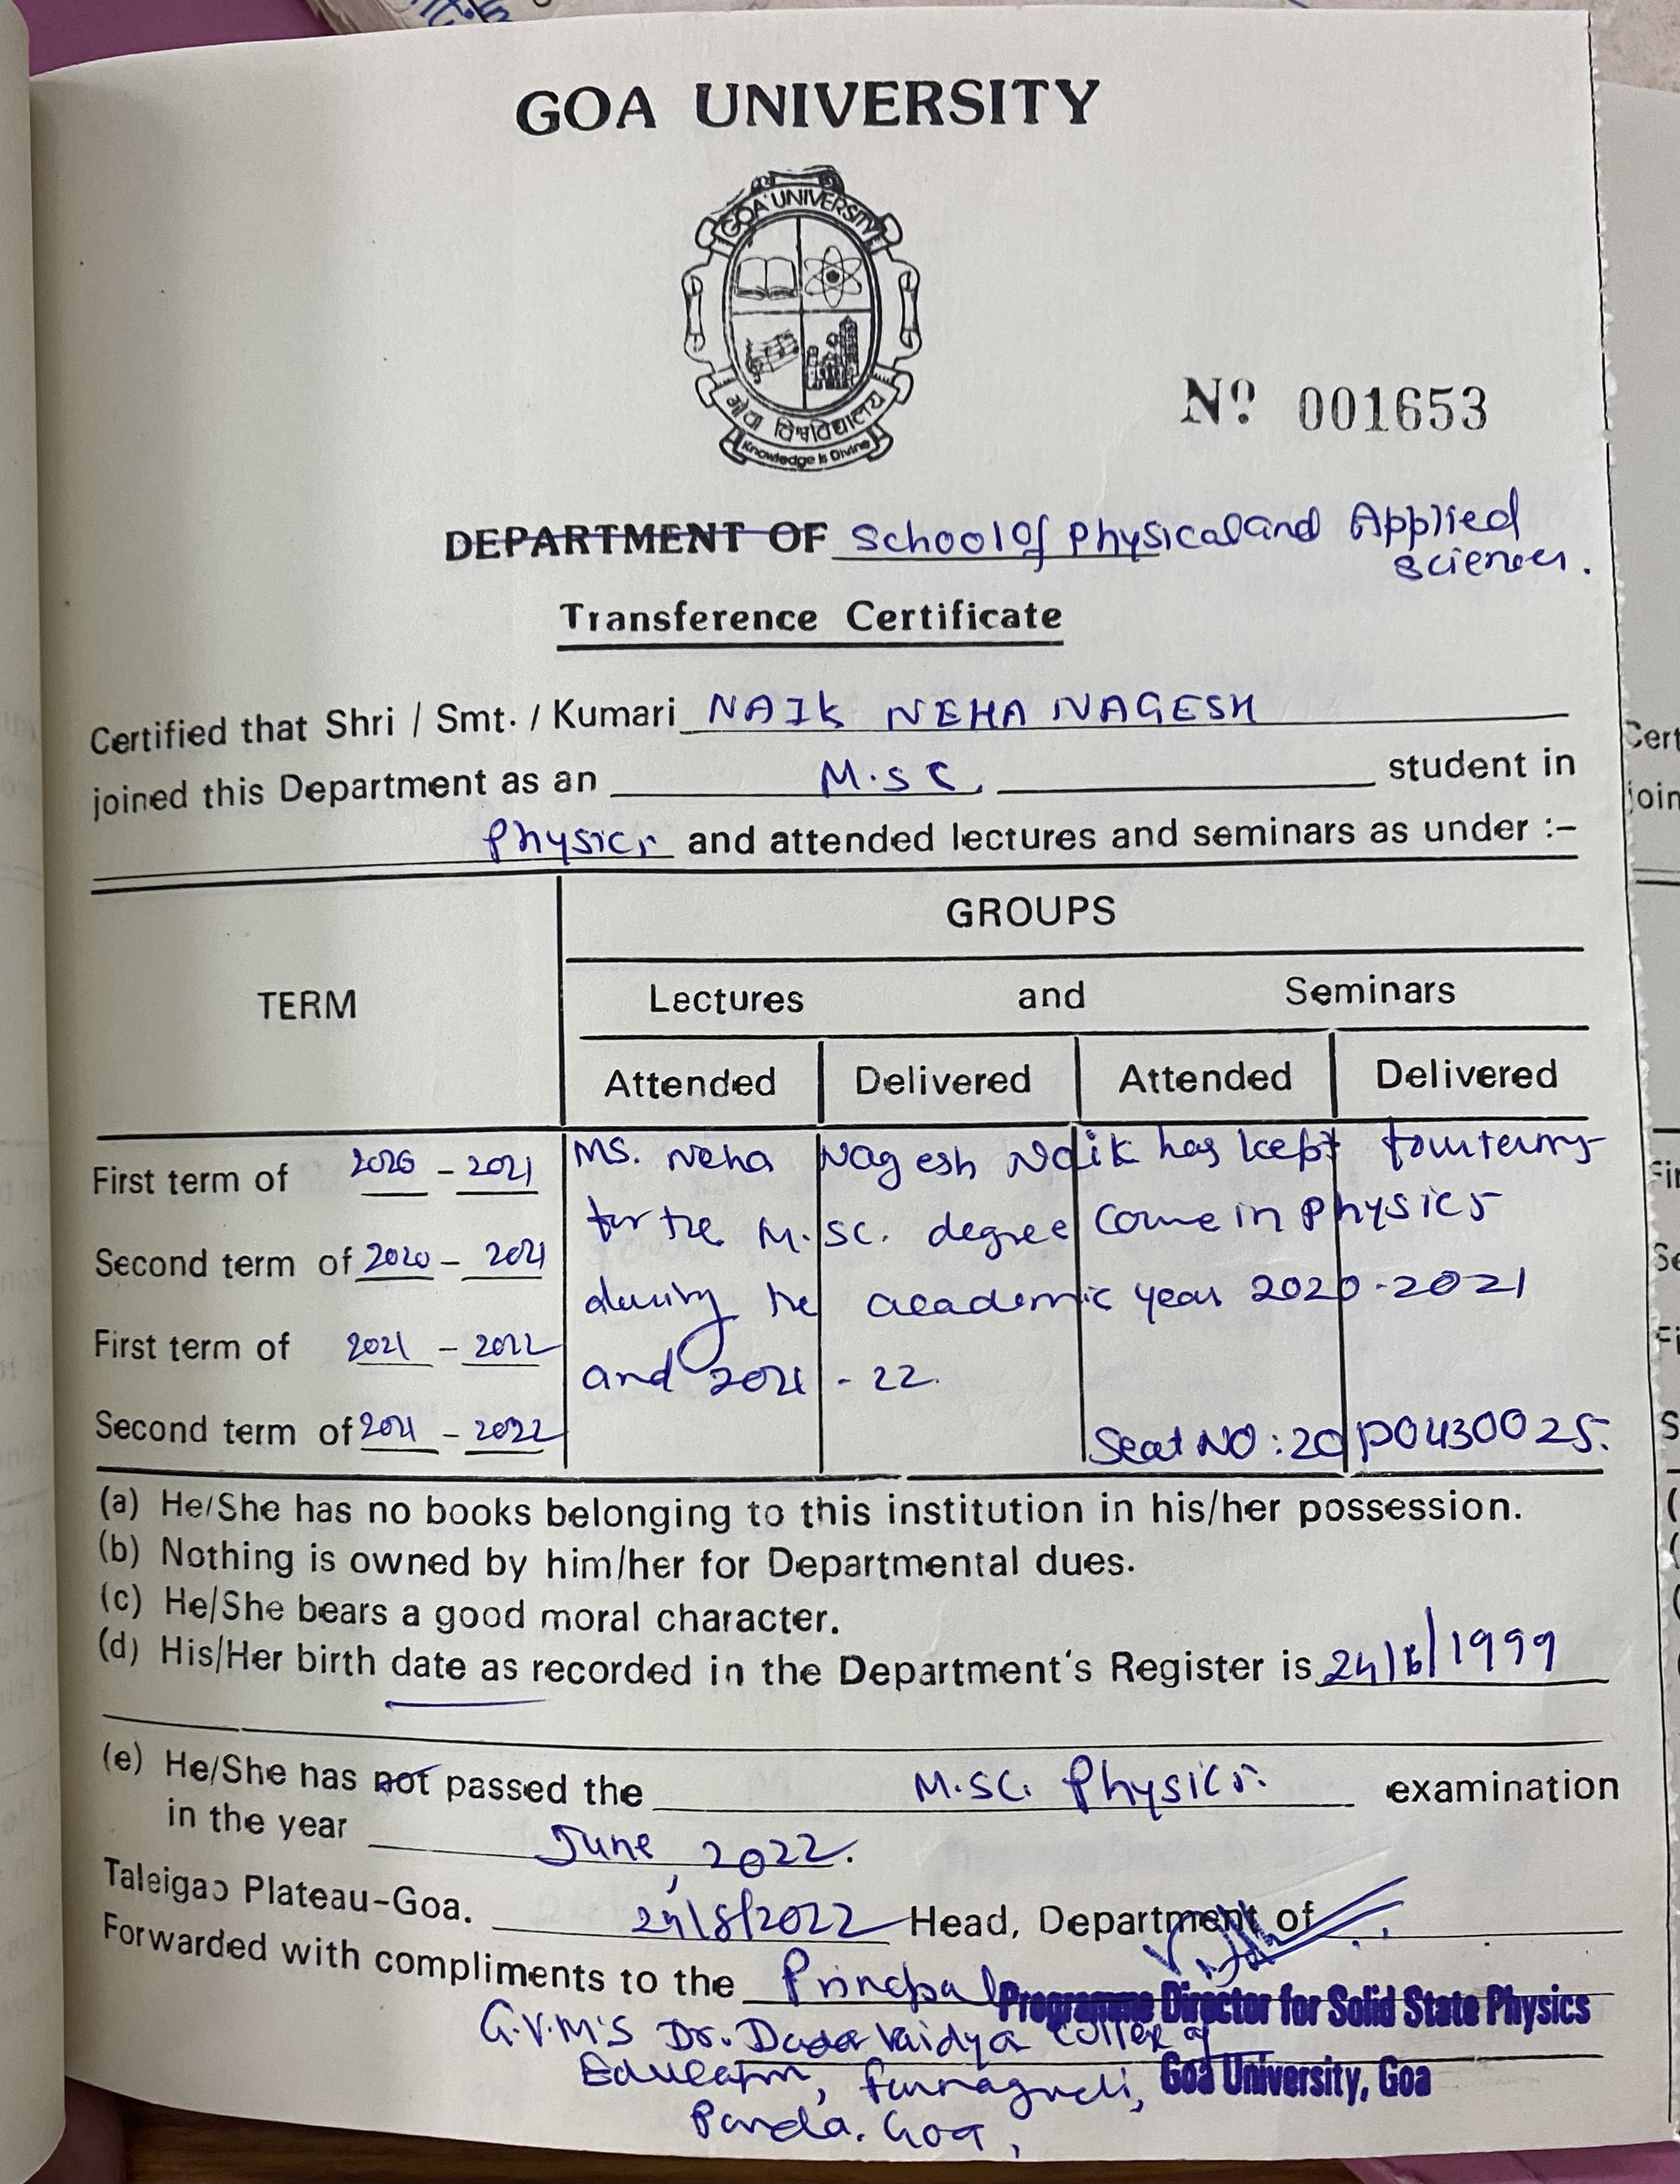 GOA UNIVERSITY
GOA UNIVERSITY
गोवा विश्वविद्यालय
Knowledge is Divine
Nº 001653
DEPARTMENT OF School of Physical and Applied
Sciences.
Transference Certificate
Certified that Shri / Smt. / Kumari NAIK NEHA NAGESH
joined this Department as an M.SC. student in
Physics and attended lectures and seminars as under :-
GROUPS
TERM Lectures and Seminars
Attended Delivered Attended Delivered
First term of 2020 - 2021
Second term of 2020 - 2021
First term of 2021 - 2022
Second term of 2021 - 2022
Ms. Neha Nagesh Naik has kept four terms
for the M.SC. degree course in Physics
during the academic year 2020-2021
and 2021-22.
Seat NO: 20P0430025.
(a) He/She has no books belonging to this institution in his/her possession.
(b) Nothing is owned by him/her for Departmental dues.
(c) He/She bears a good moral character.
(d) His/Her birth date as recorded in the Department's Register is 24/6/1999
(e) He/She has not passed the M.SC. Physics. examination
in the year June, 2022.
Taleigao Plateau-Goa. 24/8/2022 Head, Department of
Forwarded with compliments to the Principal
Programme Director for Solid State Physics
G.V.M'S Dr. Dada Vaidya College of
Education, Goa University, Goa
Ponda. Goa,